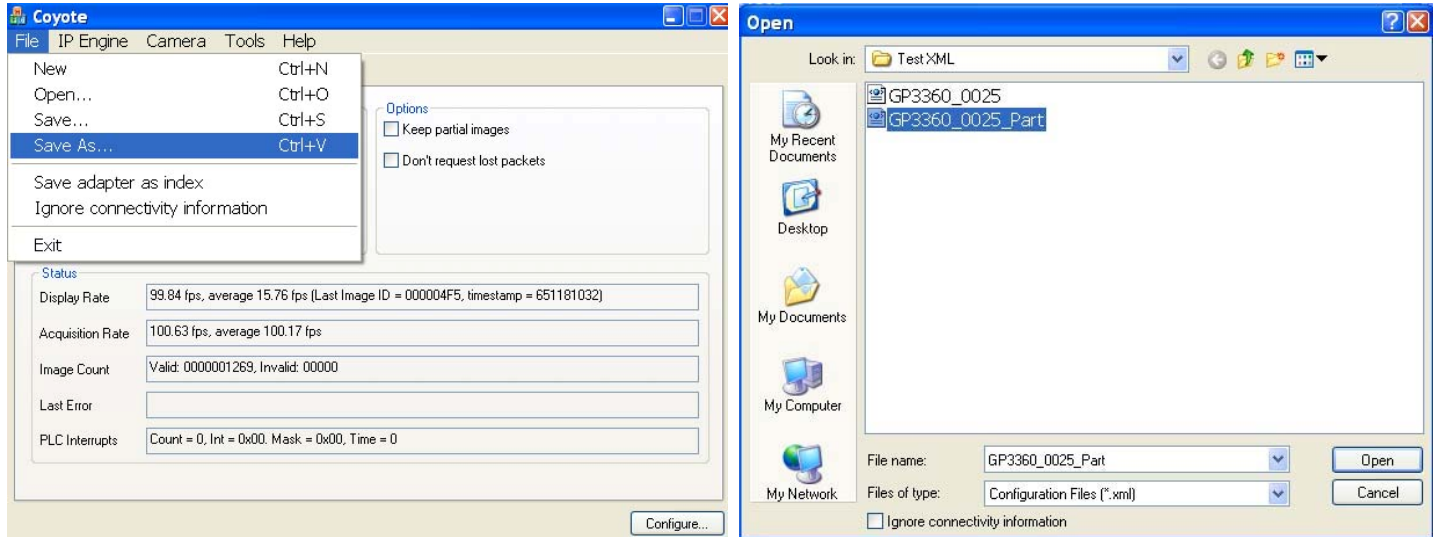 Coyote
File IP Engine Camera Tools Help
New Ctrl+N
Open... Ctrl+O
Save... Ctrl+S
Save As... Ctrl+V
Save adapter as index
Ignore connectivity information
Exit
Options
Keep partial images
Don't request lost packets
Status
Display Rate 99.84 fps, average 15.76 fps (Last Image ID = 000004F5, timestamp = 651181032)
Acquisition Rate 100.63 fps, average 100.17 fps
Image Count Valid: 0000001269, Invalid: 00000
Last Error
PLC Interrupts Count = 0, Int = 0x00. Mask = 0x00, Time = 0
Configure...
Open
Look in: Test XML
GP3360_0025
GP3360_0025_Part
My Recent
Documents
Desktop
My Documents
My Computer
My Network
File name: GP3360_0025_Part Open
Files of type: Configuration Files (*.xml) Cancel
Ignore connectivity information